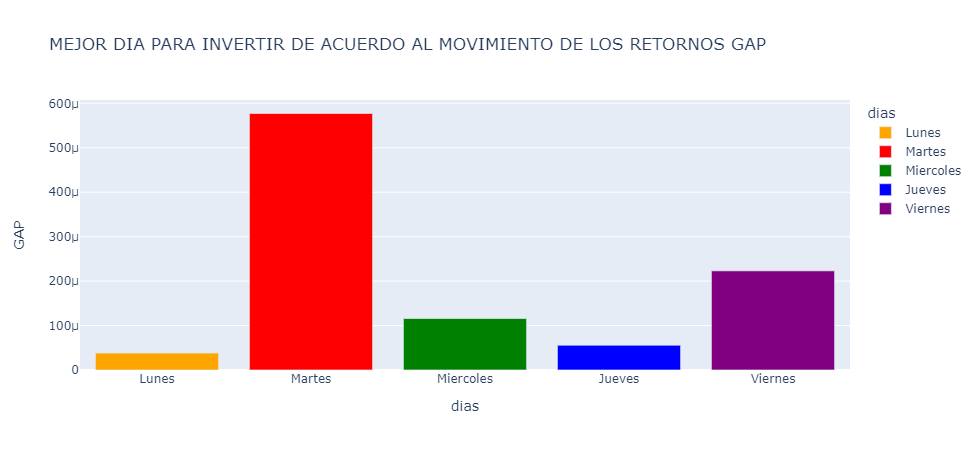 MEJOR DIA PARA INVERTIR DE ACUERDO AL MOVIMIENTO DE LOS RETORNOS GAP
600µ
500µ
400µ
300µ
200µ
100µ
0
GAP
Lunes
Martes
Miercoles
Jueves
Viernes
dias
dias
Lunes
Martes
Miercoles
Jueves
Viernes